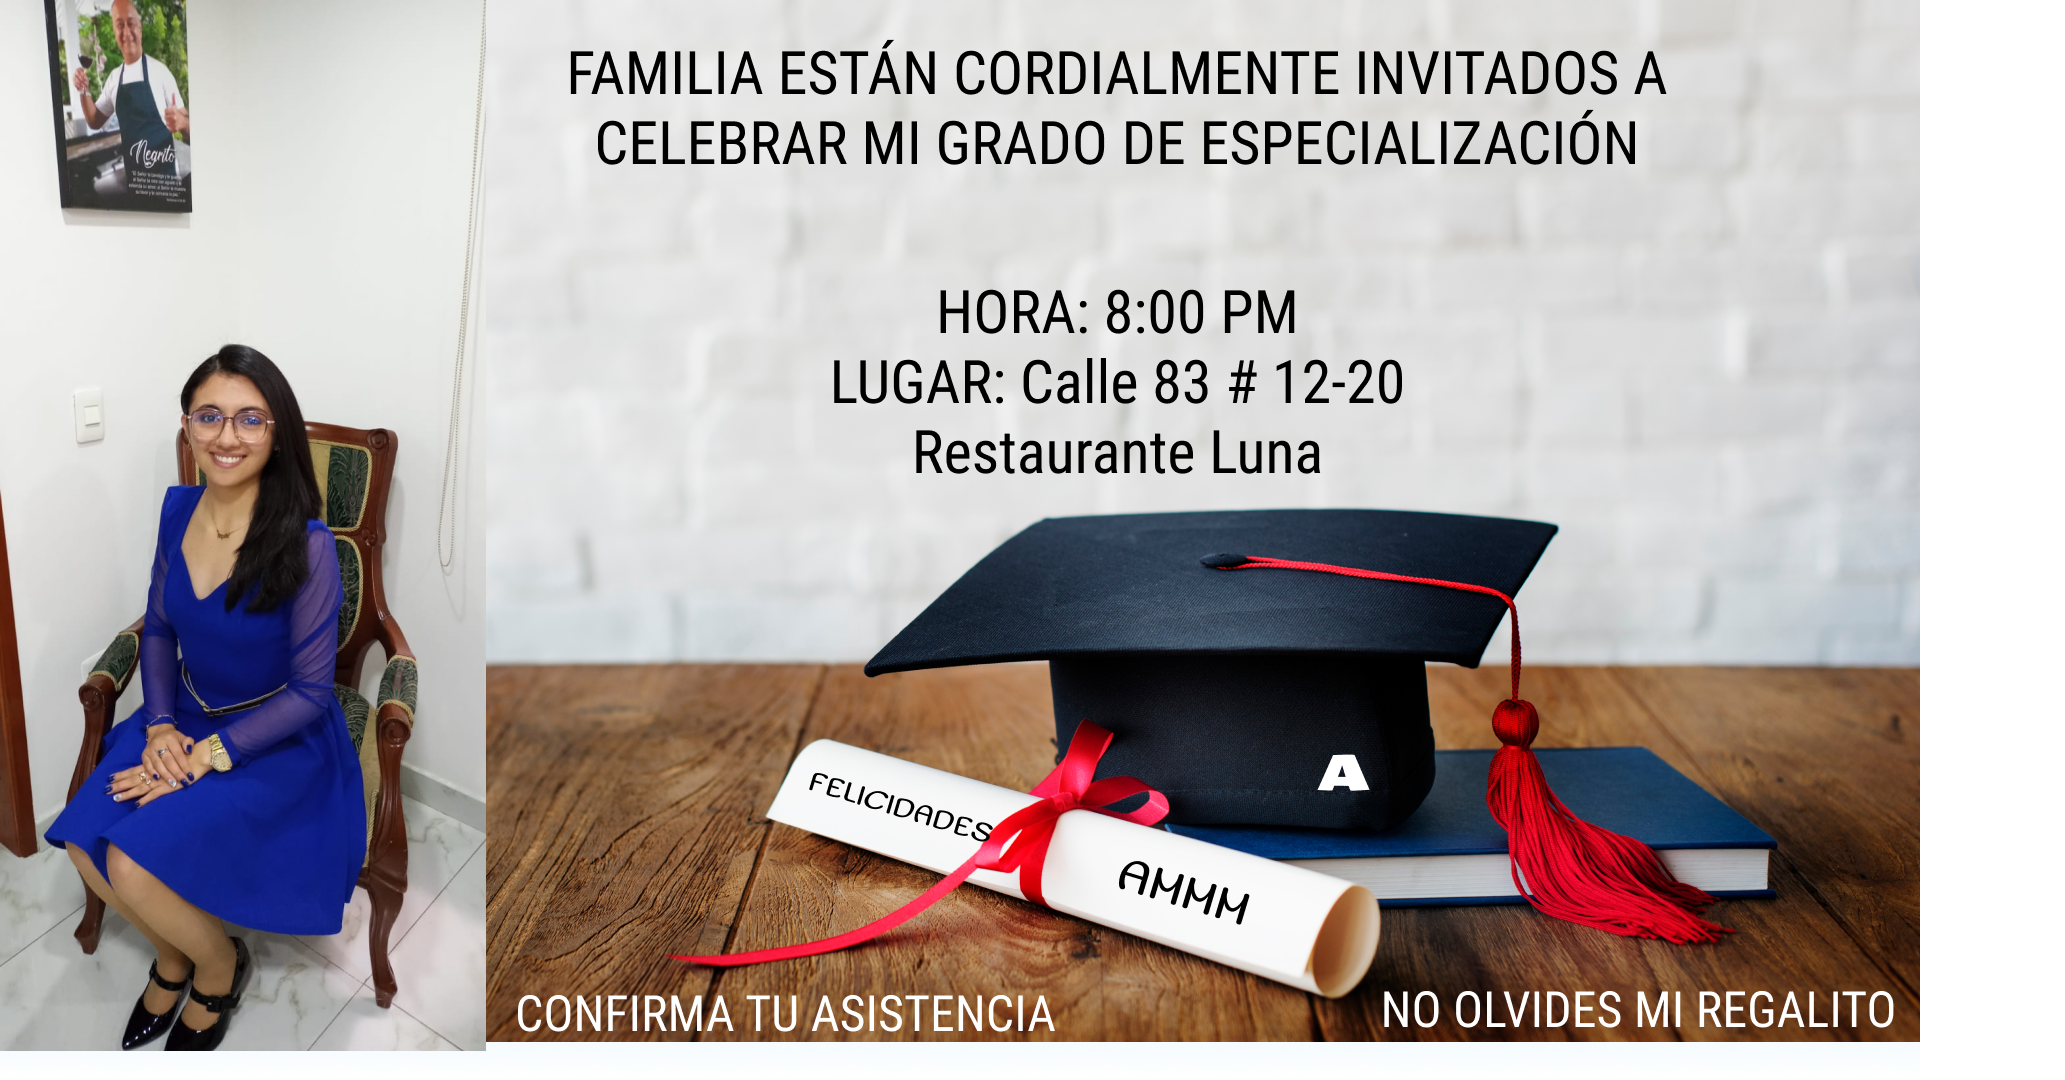 Negrito
FAMILIA ESTÁN CORDIALMENTE INVITADOS A
CELEBRAR MI GRADO DE ESPECIALIZACIÓN
HORA: 8:00 PM
LUGAR: Calle 83 # 12-20
Restaurante Luna
A
FELICIDADES
AMMM
CONFIRMA TU ASISTENCIA
NO OLVIDES MI REGALITO